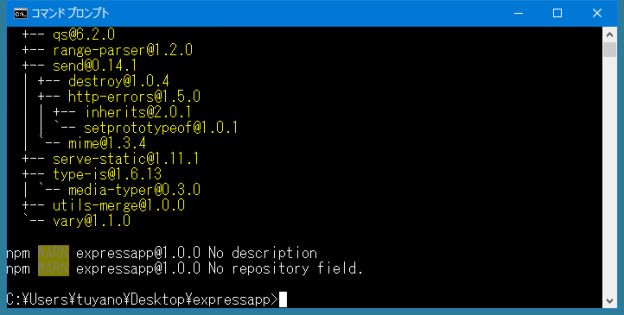 コマンド プロンプト
+-- qs@6.2.0
+-- range-parser@1.2.0
+-- send@0.14.1
| +-- destroy@1.0.4
| +-- http-errors@1.5.0
| | +-- inherits@2.0.1
| | `-- setprototypeof@1.0.1
| `-- mime@1.3.4
+-- serve-static@1.11.1
+-- type-is@1.6.13
| `-- media-typer@0.3.0
+-- utils-merge@1.0.0
`-- vary@1.1.0
npm WARN expressapp@1.0.0 No description
npm WARN expressapp@1.0.0 No repository field.
C:¥Users¥tuyano¥Desktop¥expressapp>